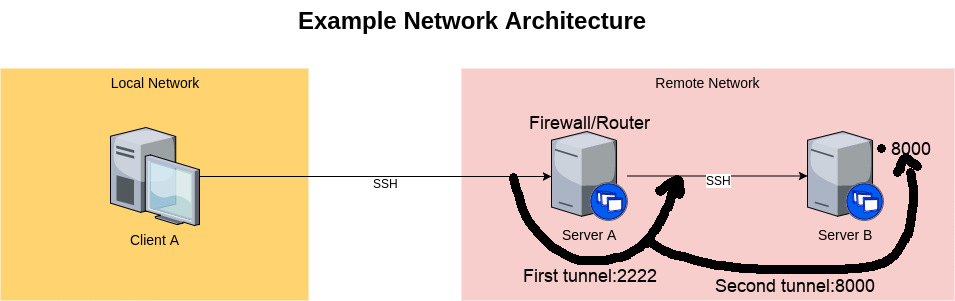 Example Network Architecture
Local Network
Remote Network
Firewall/Router
8000
SSH
SSH
Client A
Server A
Server B
First tunnel:2222
Second tunnel:8000